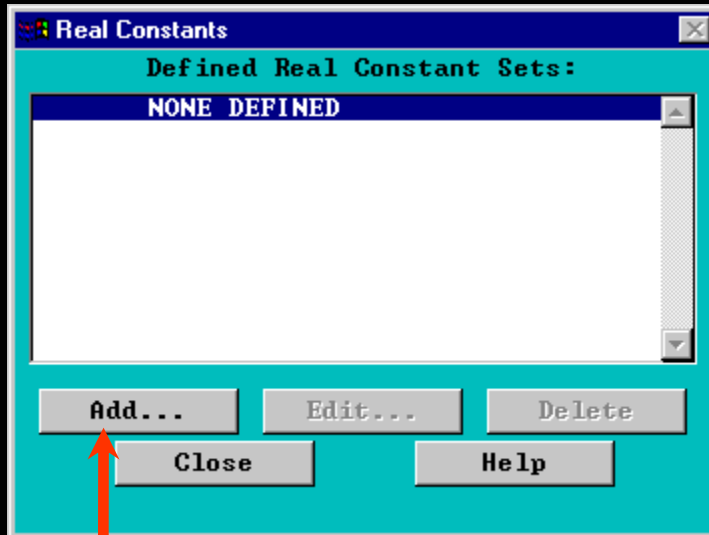 Real Constants
Defined Real Constant Sets:
NONE DEFINED
Add... Edit... Delete
Close Help